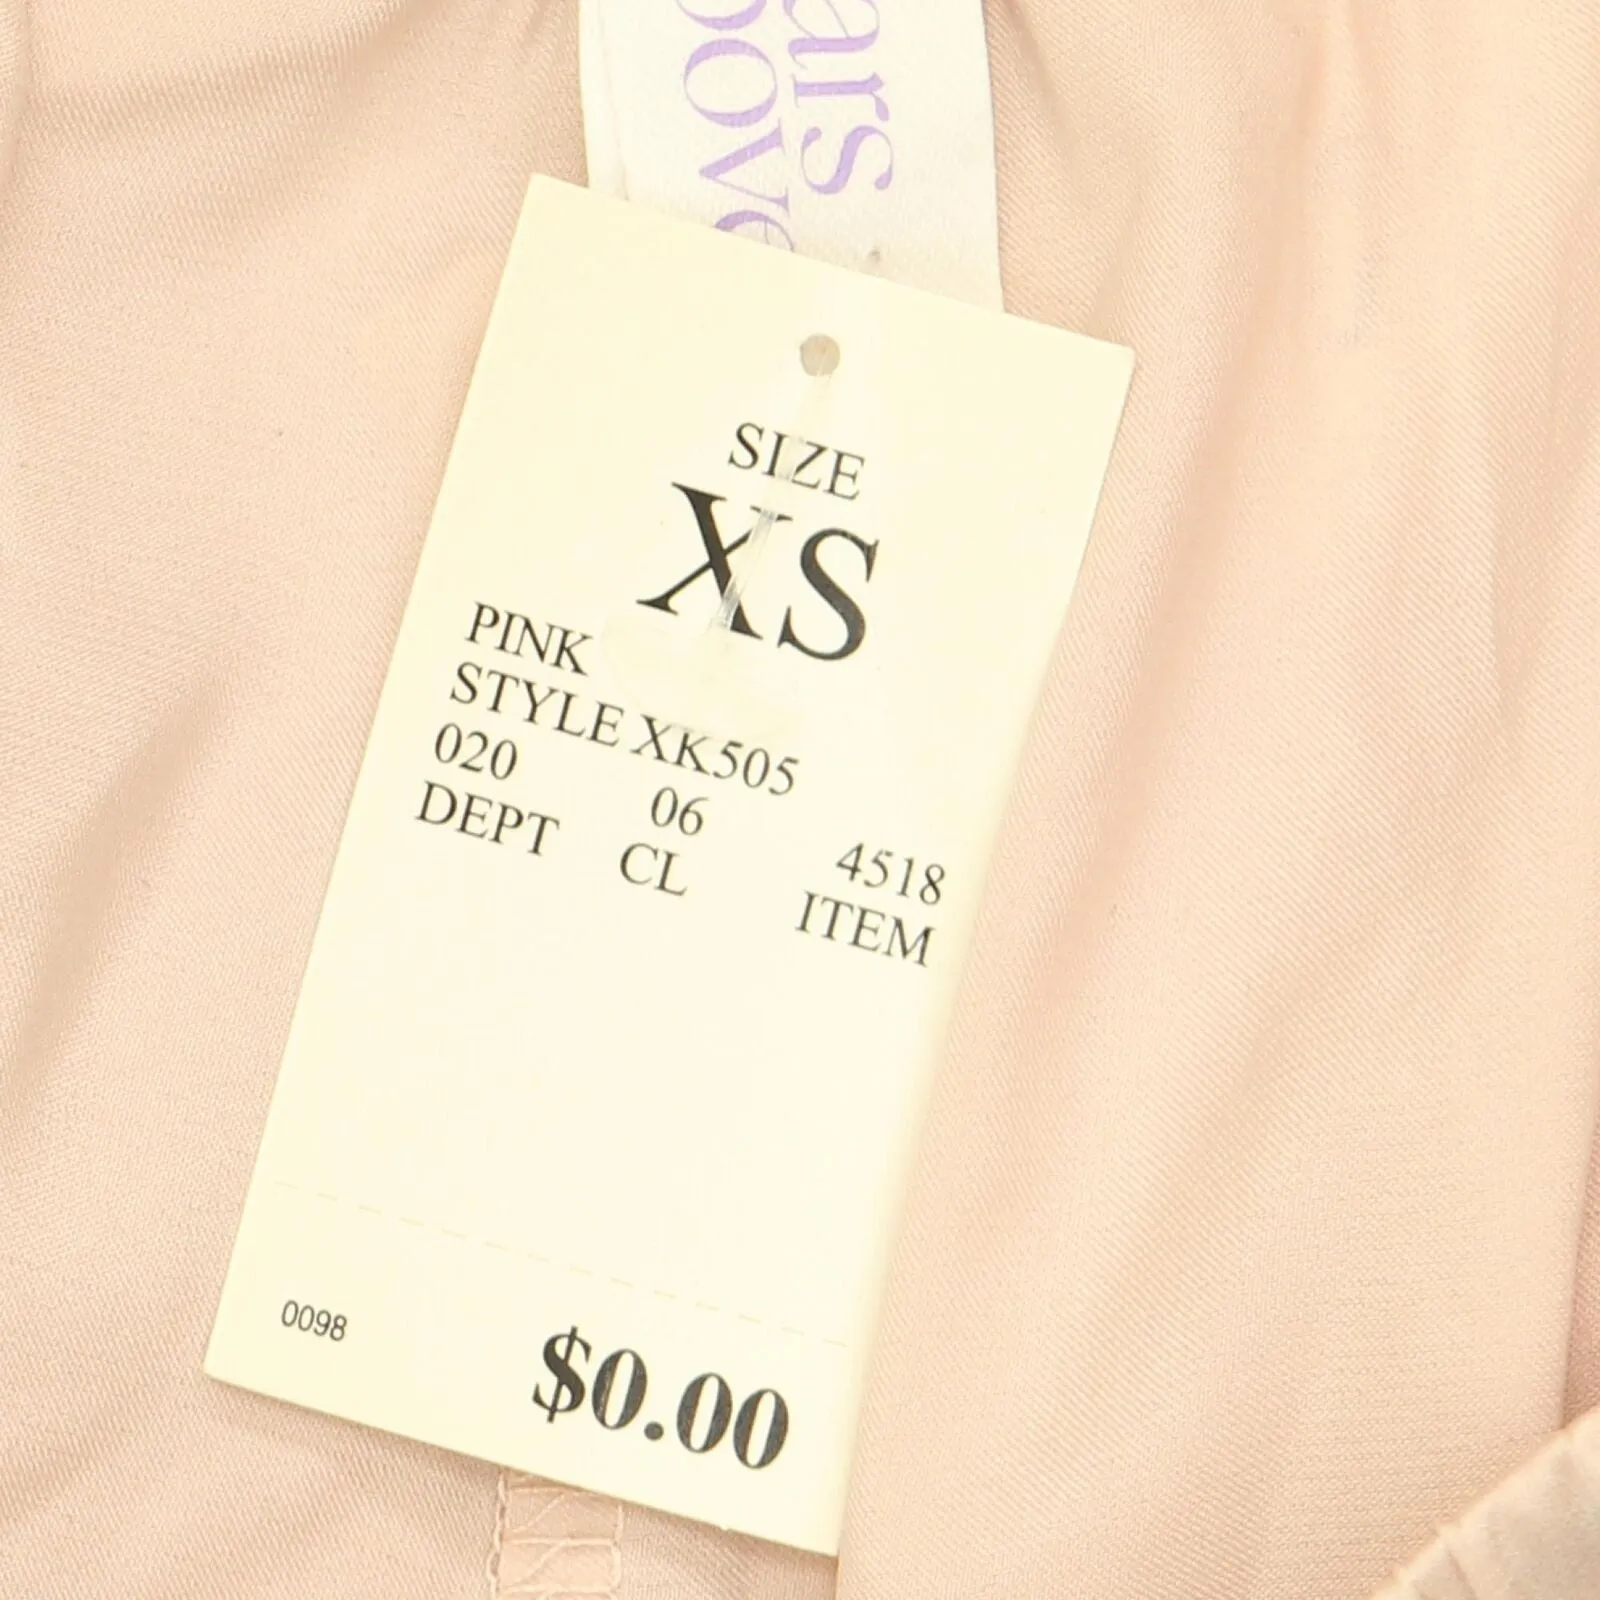 SIZE
XS
PINK
STYLE XK505
020 06 4518
DEPT CL ITEM
0098
$0.00